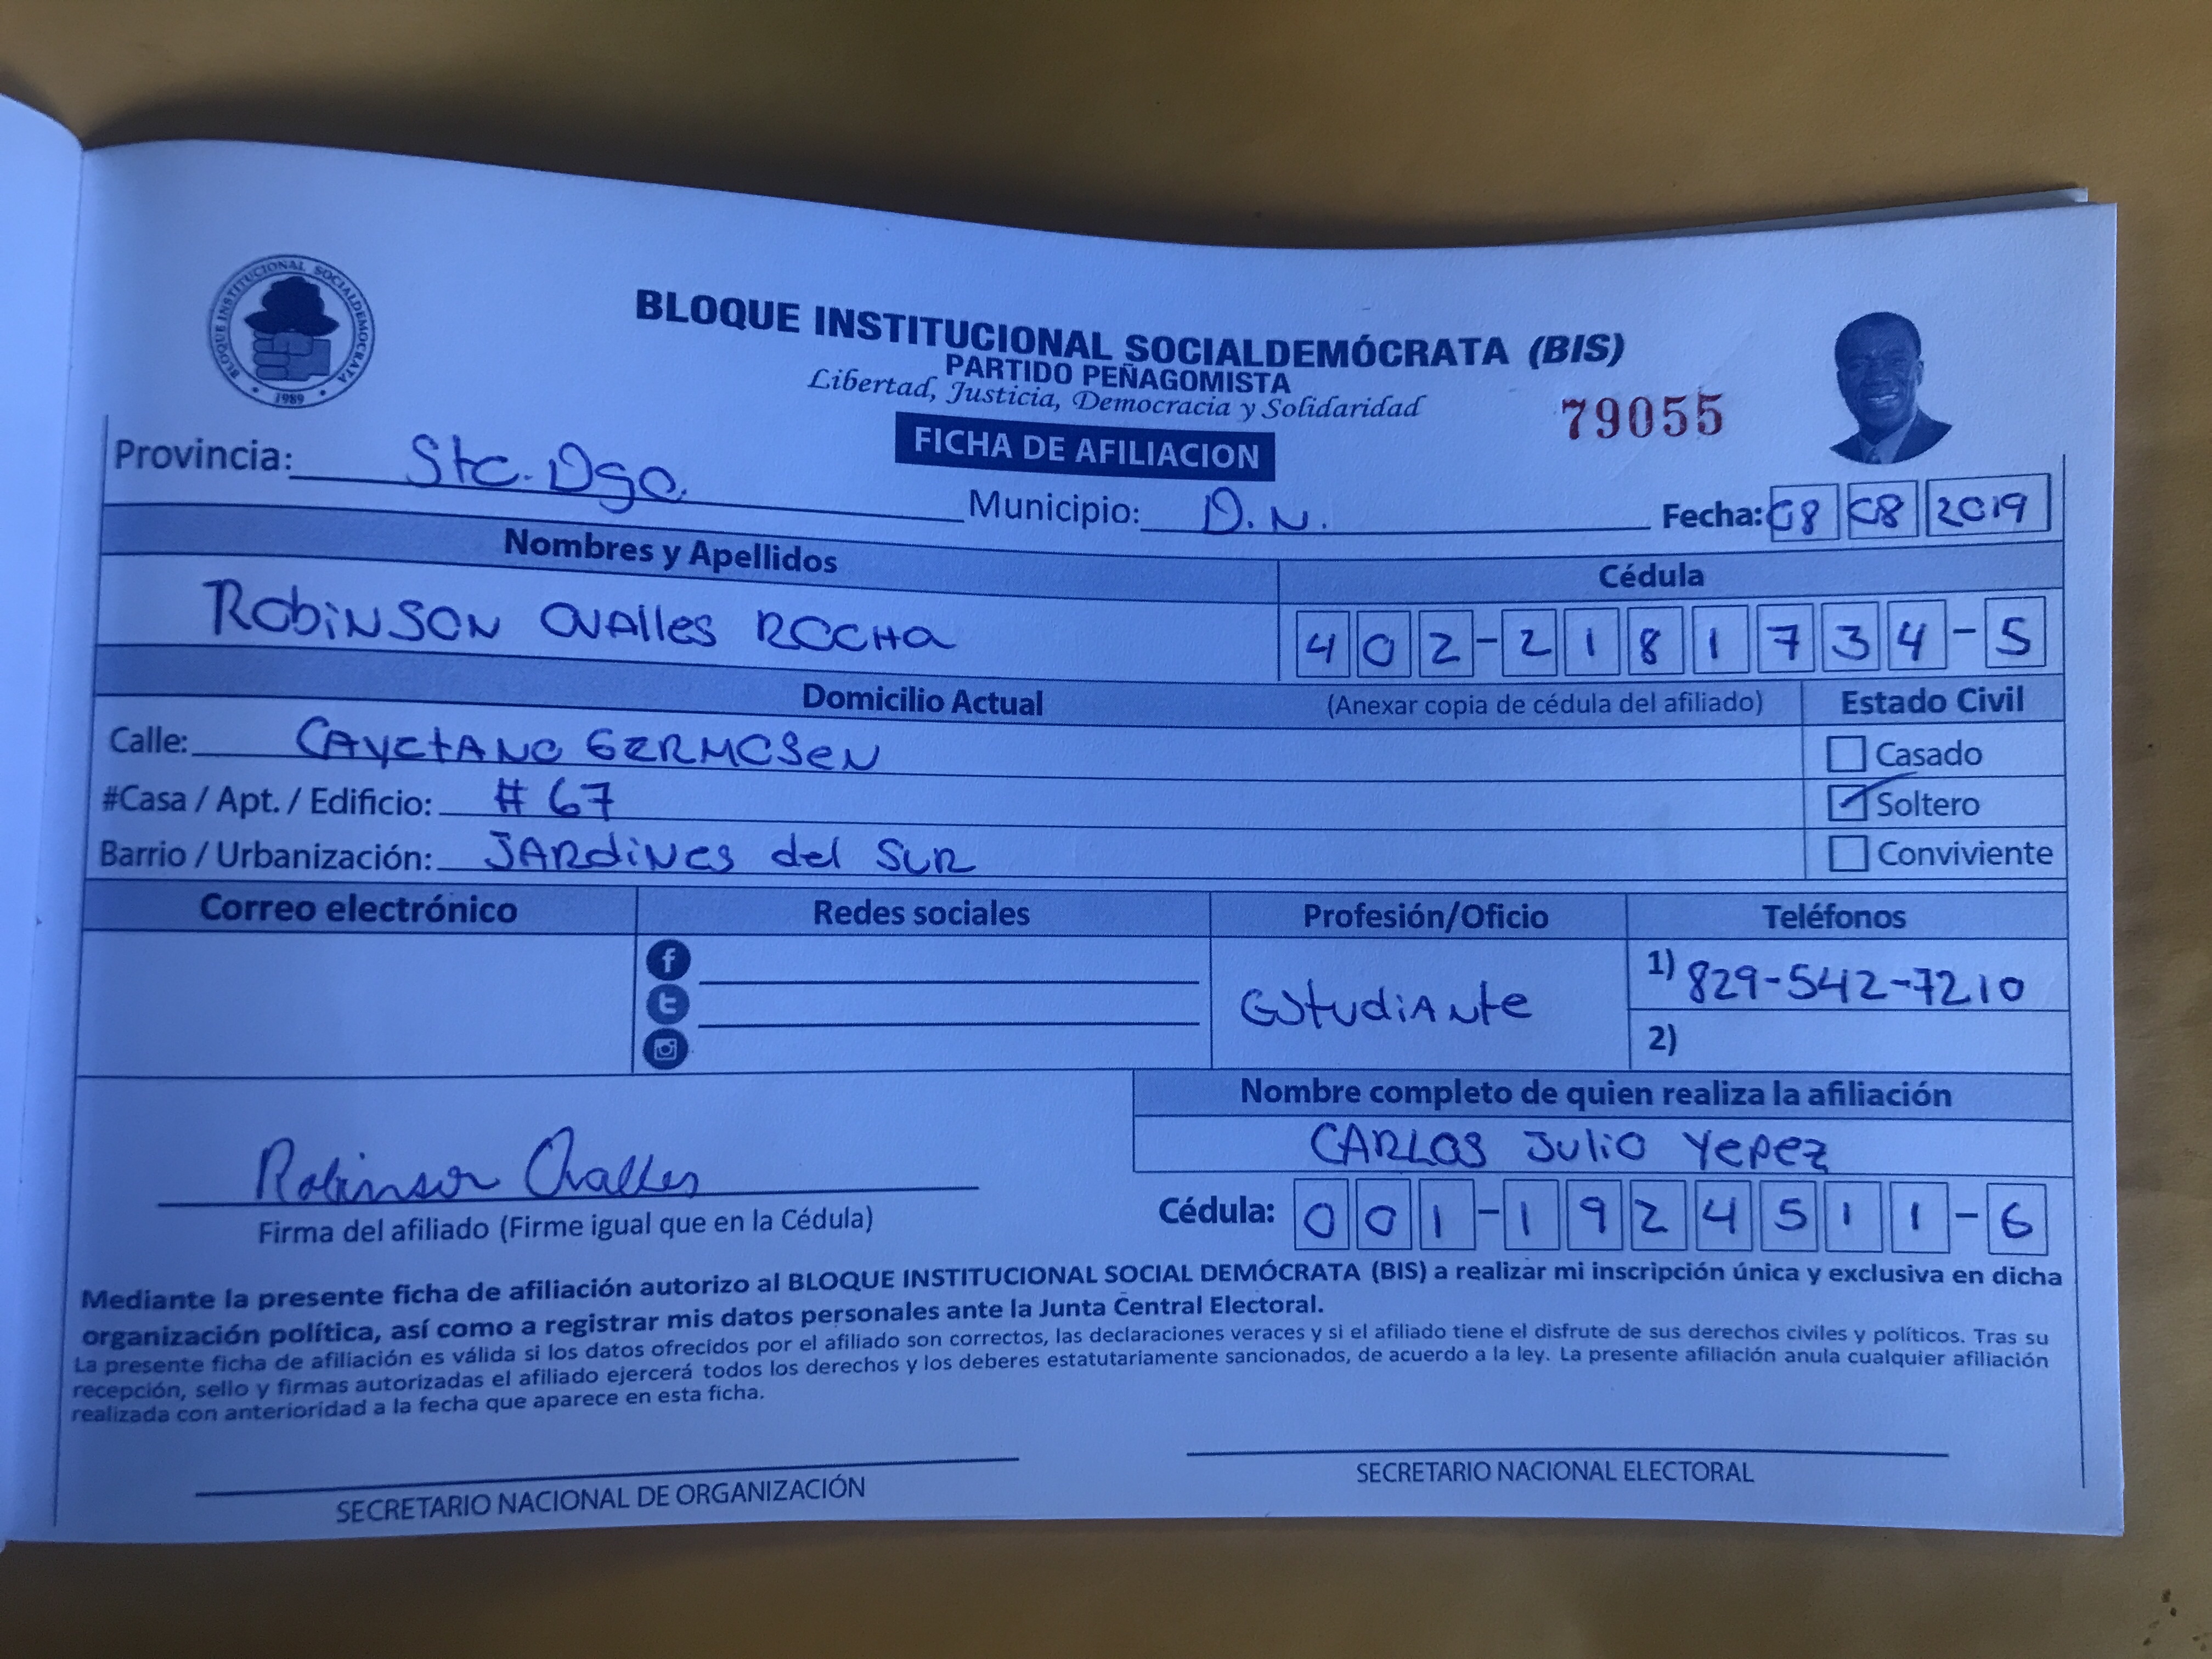 BLOQUE INSTITUCIONAL SOCIALDEMOCRATA
1989
BLOQUE INSTITUCIONAL SOCIALDEMÓCRATA (BIS)
PARTIDO PEÑAGOMISTA
Libertad, Justicia, Democracia y Solidaridad
79055
FICHA DE AFILIACION
Provincia: Sto. Dgo.
Municipio: D.N.
Fecha: 08 08 2019
Nombres y Apellidos
Cédula
Robinson Ovalles Rocha
402-2181734-5
Domicilio Actual (Anexar copia de cédula del afiliado)
Estado Civil
Calle: Cayetano Germosen
Casado
#Casa / Apt. / Edificio: # 67
Soltero
Barrio / Urbanización: Jardines del Sur
Conviviente
Correo electrónico
Redes sociales
Profesión/Oficio
Teléfonos
Estudiante
1) 829-542-7210
2)
Nombre completo de quien realiza la afiliación
Carlos Julio Yepez
Robinson Ovalles
Firma del afiliado (Firme igual que en la Cédula)
Cédula: 001-1924511-6
Mediante la presente ficha de afiliación autorizo al BLOQUE INSTITUCIONAL SOCIAL DEMÓCRATA (BIS) a realizar mi inscripción única y exclusiva en dicha
organización política, así como a registrar mis datos personales ante la Junta Central Electoral.
La presente ficha de afiliación es válida si los datos ofrecidos por el afiliado son correctos, las declaraciones veraces y si el afiliado tiene el disfrute de sus derechos civiles y políticos. Tras su
recepción, sello y firmas autorizadas el afiliado ejercerá todos los derechos y los deberes estatutariamente sancionados, de acuerdo a la ley. La presente afiliación anula cualquier afiliación
realizada con anterioridad a la fecha que aparece en esta ficha.
SECRETARIO NACIONAL DE ORGANIZACIÓN
SECRETARIO NACIONAL ELECTORAL